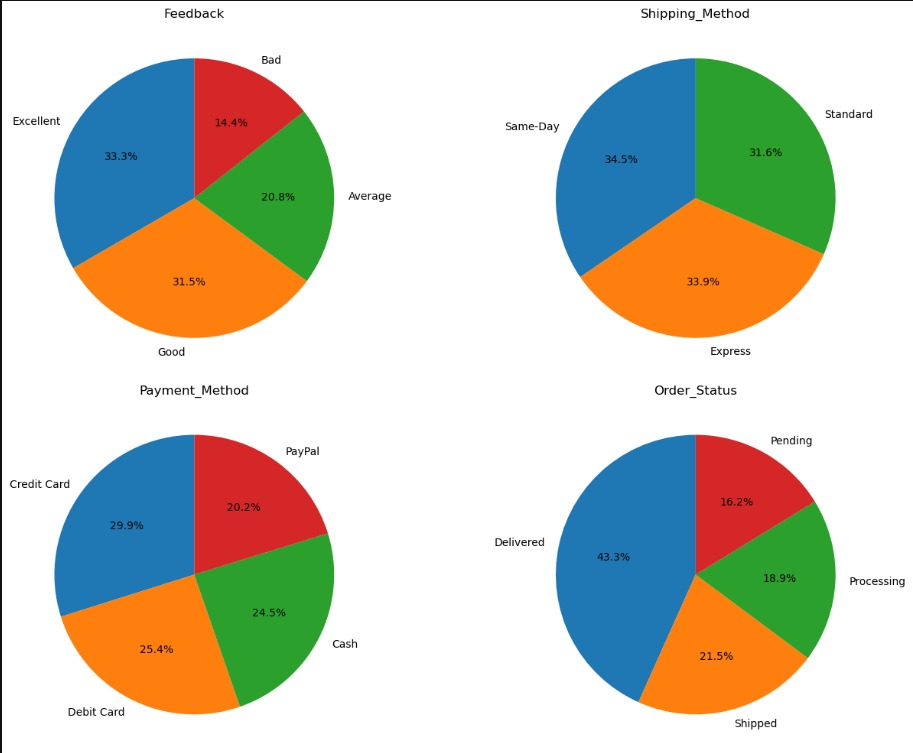 Feedback
Bad
Excellent
14.4%
33.3%
20.8%
Average
31.5%
Good
Shipping_Method
Standard
Same-Day
31.6%
34.5%
33.9%
Express
Payment_Method
PayPal
Credit Card
20.2%
29.9%
24.5%
25.4%
Cash
Debit Card
Order_Status
Pending
16.2%
Delivered
43.3%
18.9%
Processing
21.5%
Shipped